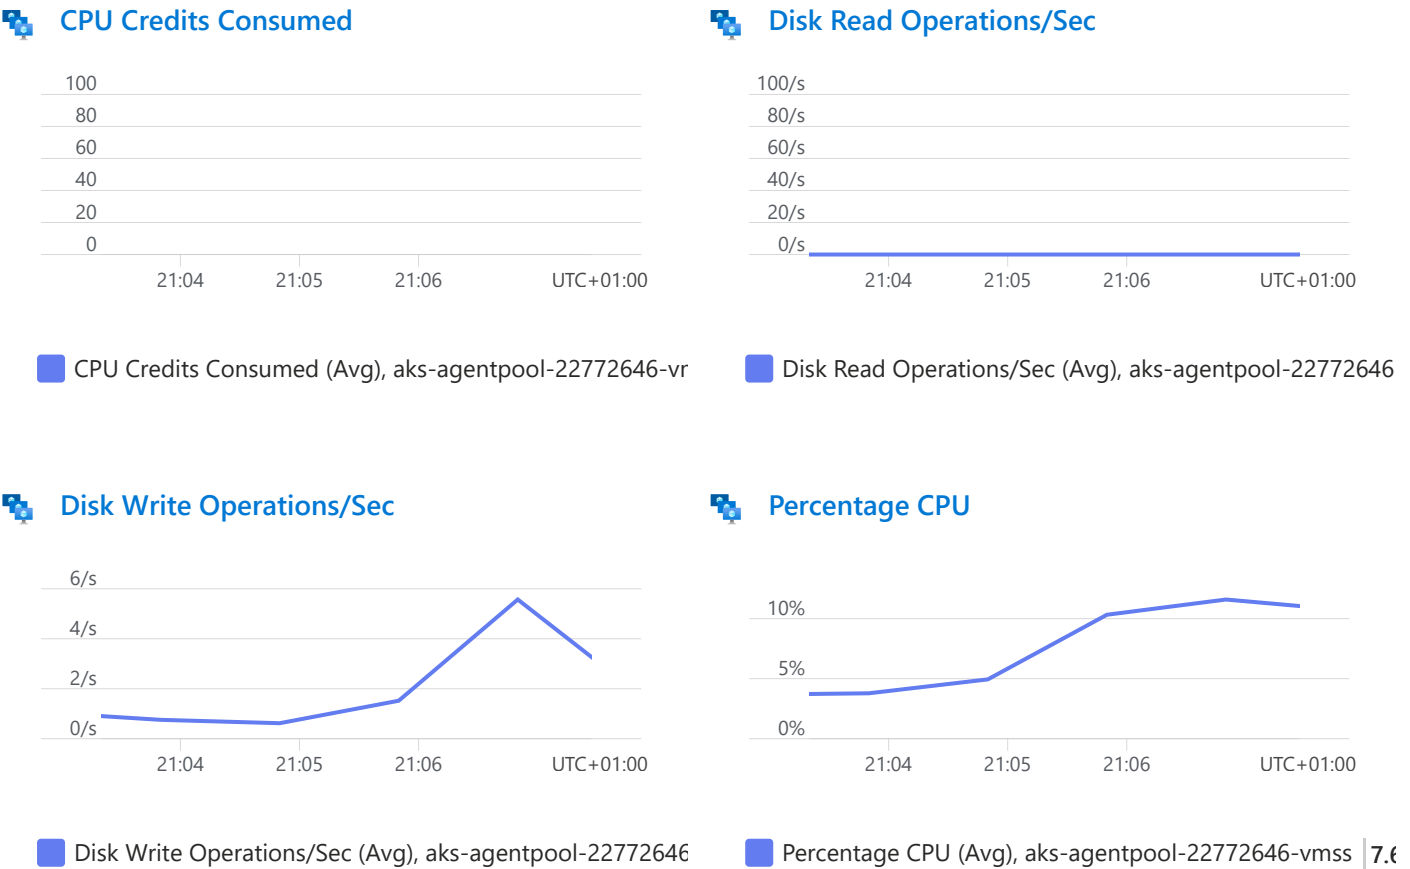 CPU Credits Consumed
100
80
60
40
20
0
21:04 21:05 21:06 UTC+01:00
CPU Credits Consumed (Avg), aks-agentpool-22772646-vm
Disk Read Operations/Sec
100/s
80/s
60/s
40/s
20/s
0/s
21:04 21:05 21:06 UTC+01:00
Disk Read Operations/Sec (Avg), aks-agentpool-22772646
Disk Write Operations/Sec
6/s
4/s
2/s
0/s
21:04 21:05 21:06 UTC+01:00
Disk Write Operations/Sec (Avg), aks-agentpool-22772646
Percentage CPU
10%
5%
0%
21:04 21:05 21:06 UTC+01:00
Percentage CPU (Avg), aks-agentpool-22772646-vmss 7.6